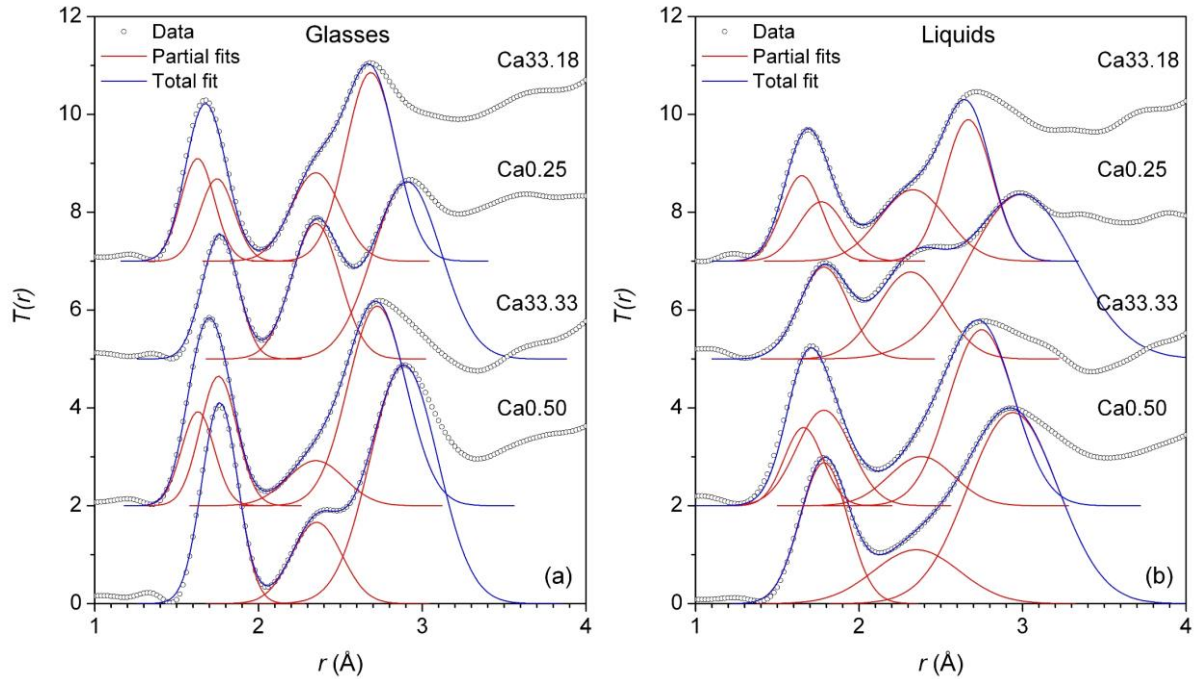 12
10
8
6
4
2
0
T(r)
Data
Partial fits
Total fit
Glasses
Ca33.18
Ca0.25
Ca33.33
Ca0.50
(a)
1 2 3 4
r (Å)
12
10
8
6
4
2
0
T(r)
Data
Partial fits
Total fit
Liquids
Ca33.18
Ca0.25
Ca33.33
Ca0.50
(b)
1 2 3 4
r (Å)